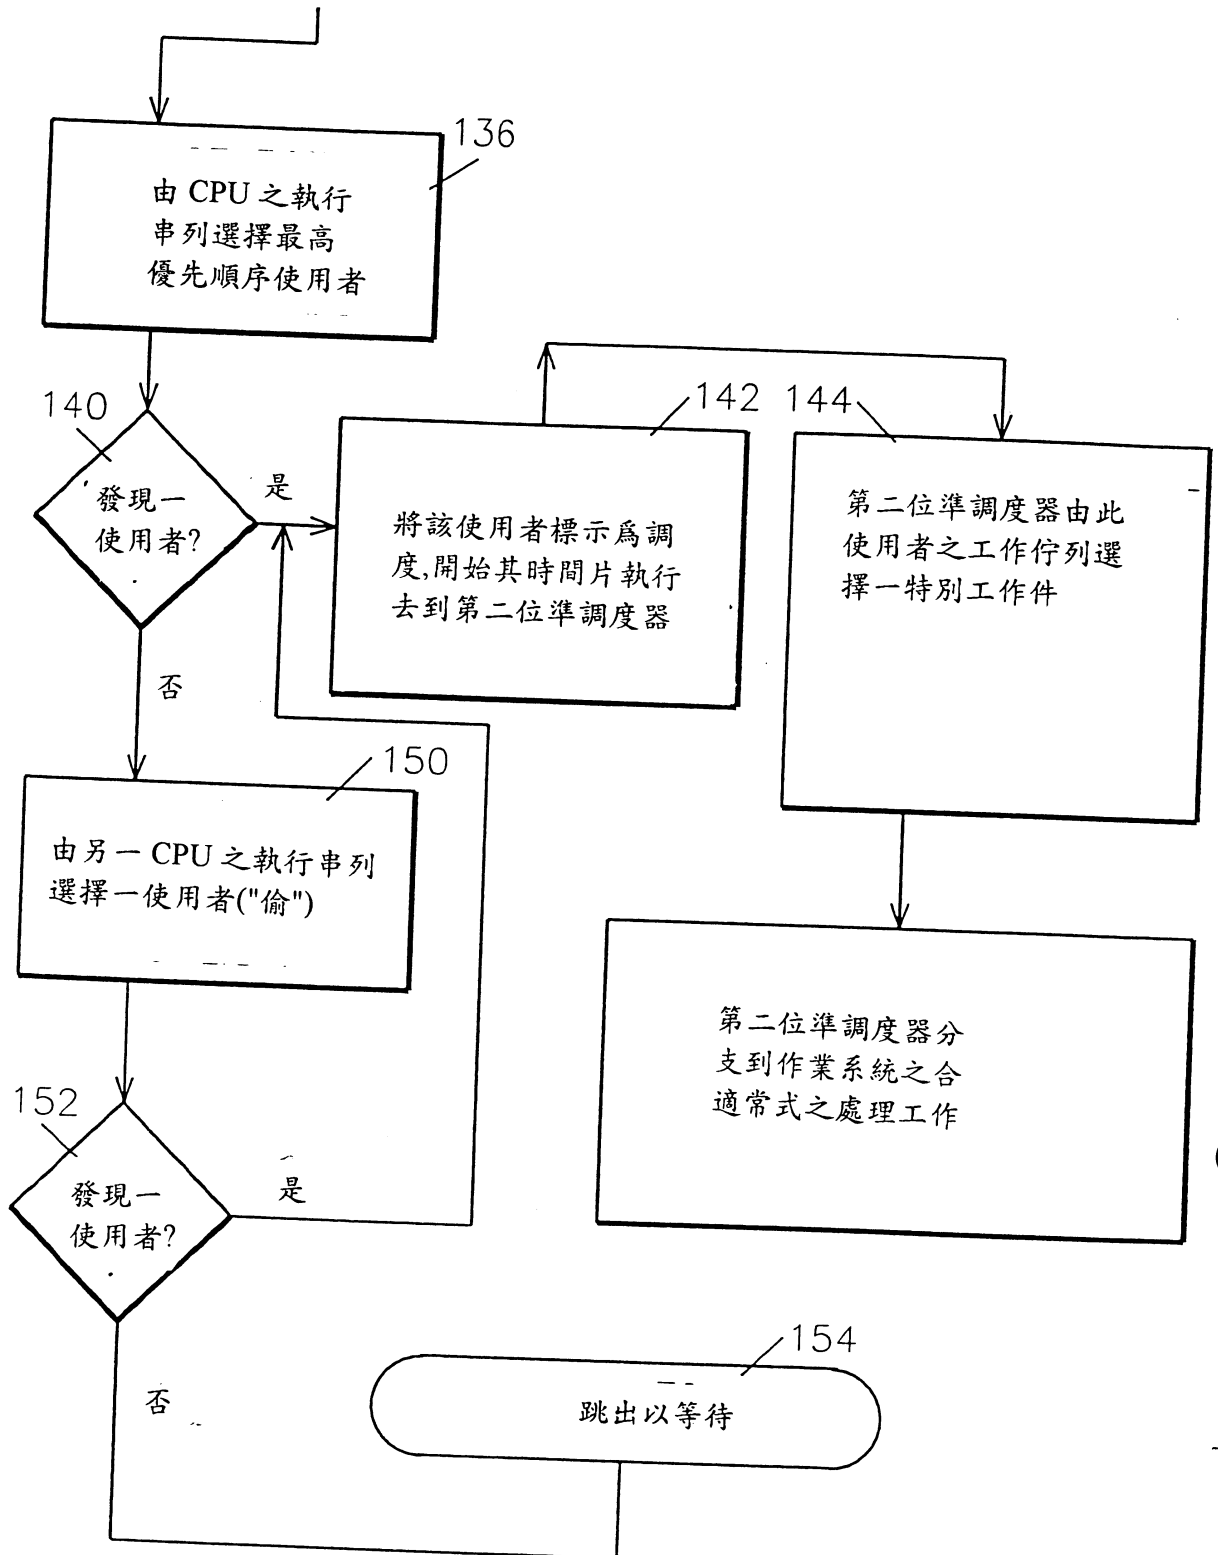 136
由 CPU 之執行
串列選擇最高
優先順序使用者
140
發現一
使用者?
是
否
142
將該使用者標示為調
度,開始其時間片執行
去到第二位準調度器
144
第二位準調度器由此
使用者之工作佇列選
擇一特別工作件
150
由另一 CPU 之執行串列
選擇一使用者("偷")
第二位準調度器分
支到作業系統之合
適常式之處理工作
152
發現一
使用者?
是
否
154
跳出以等待